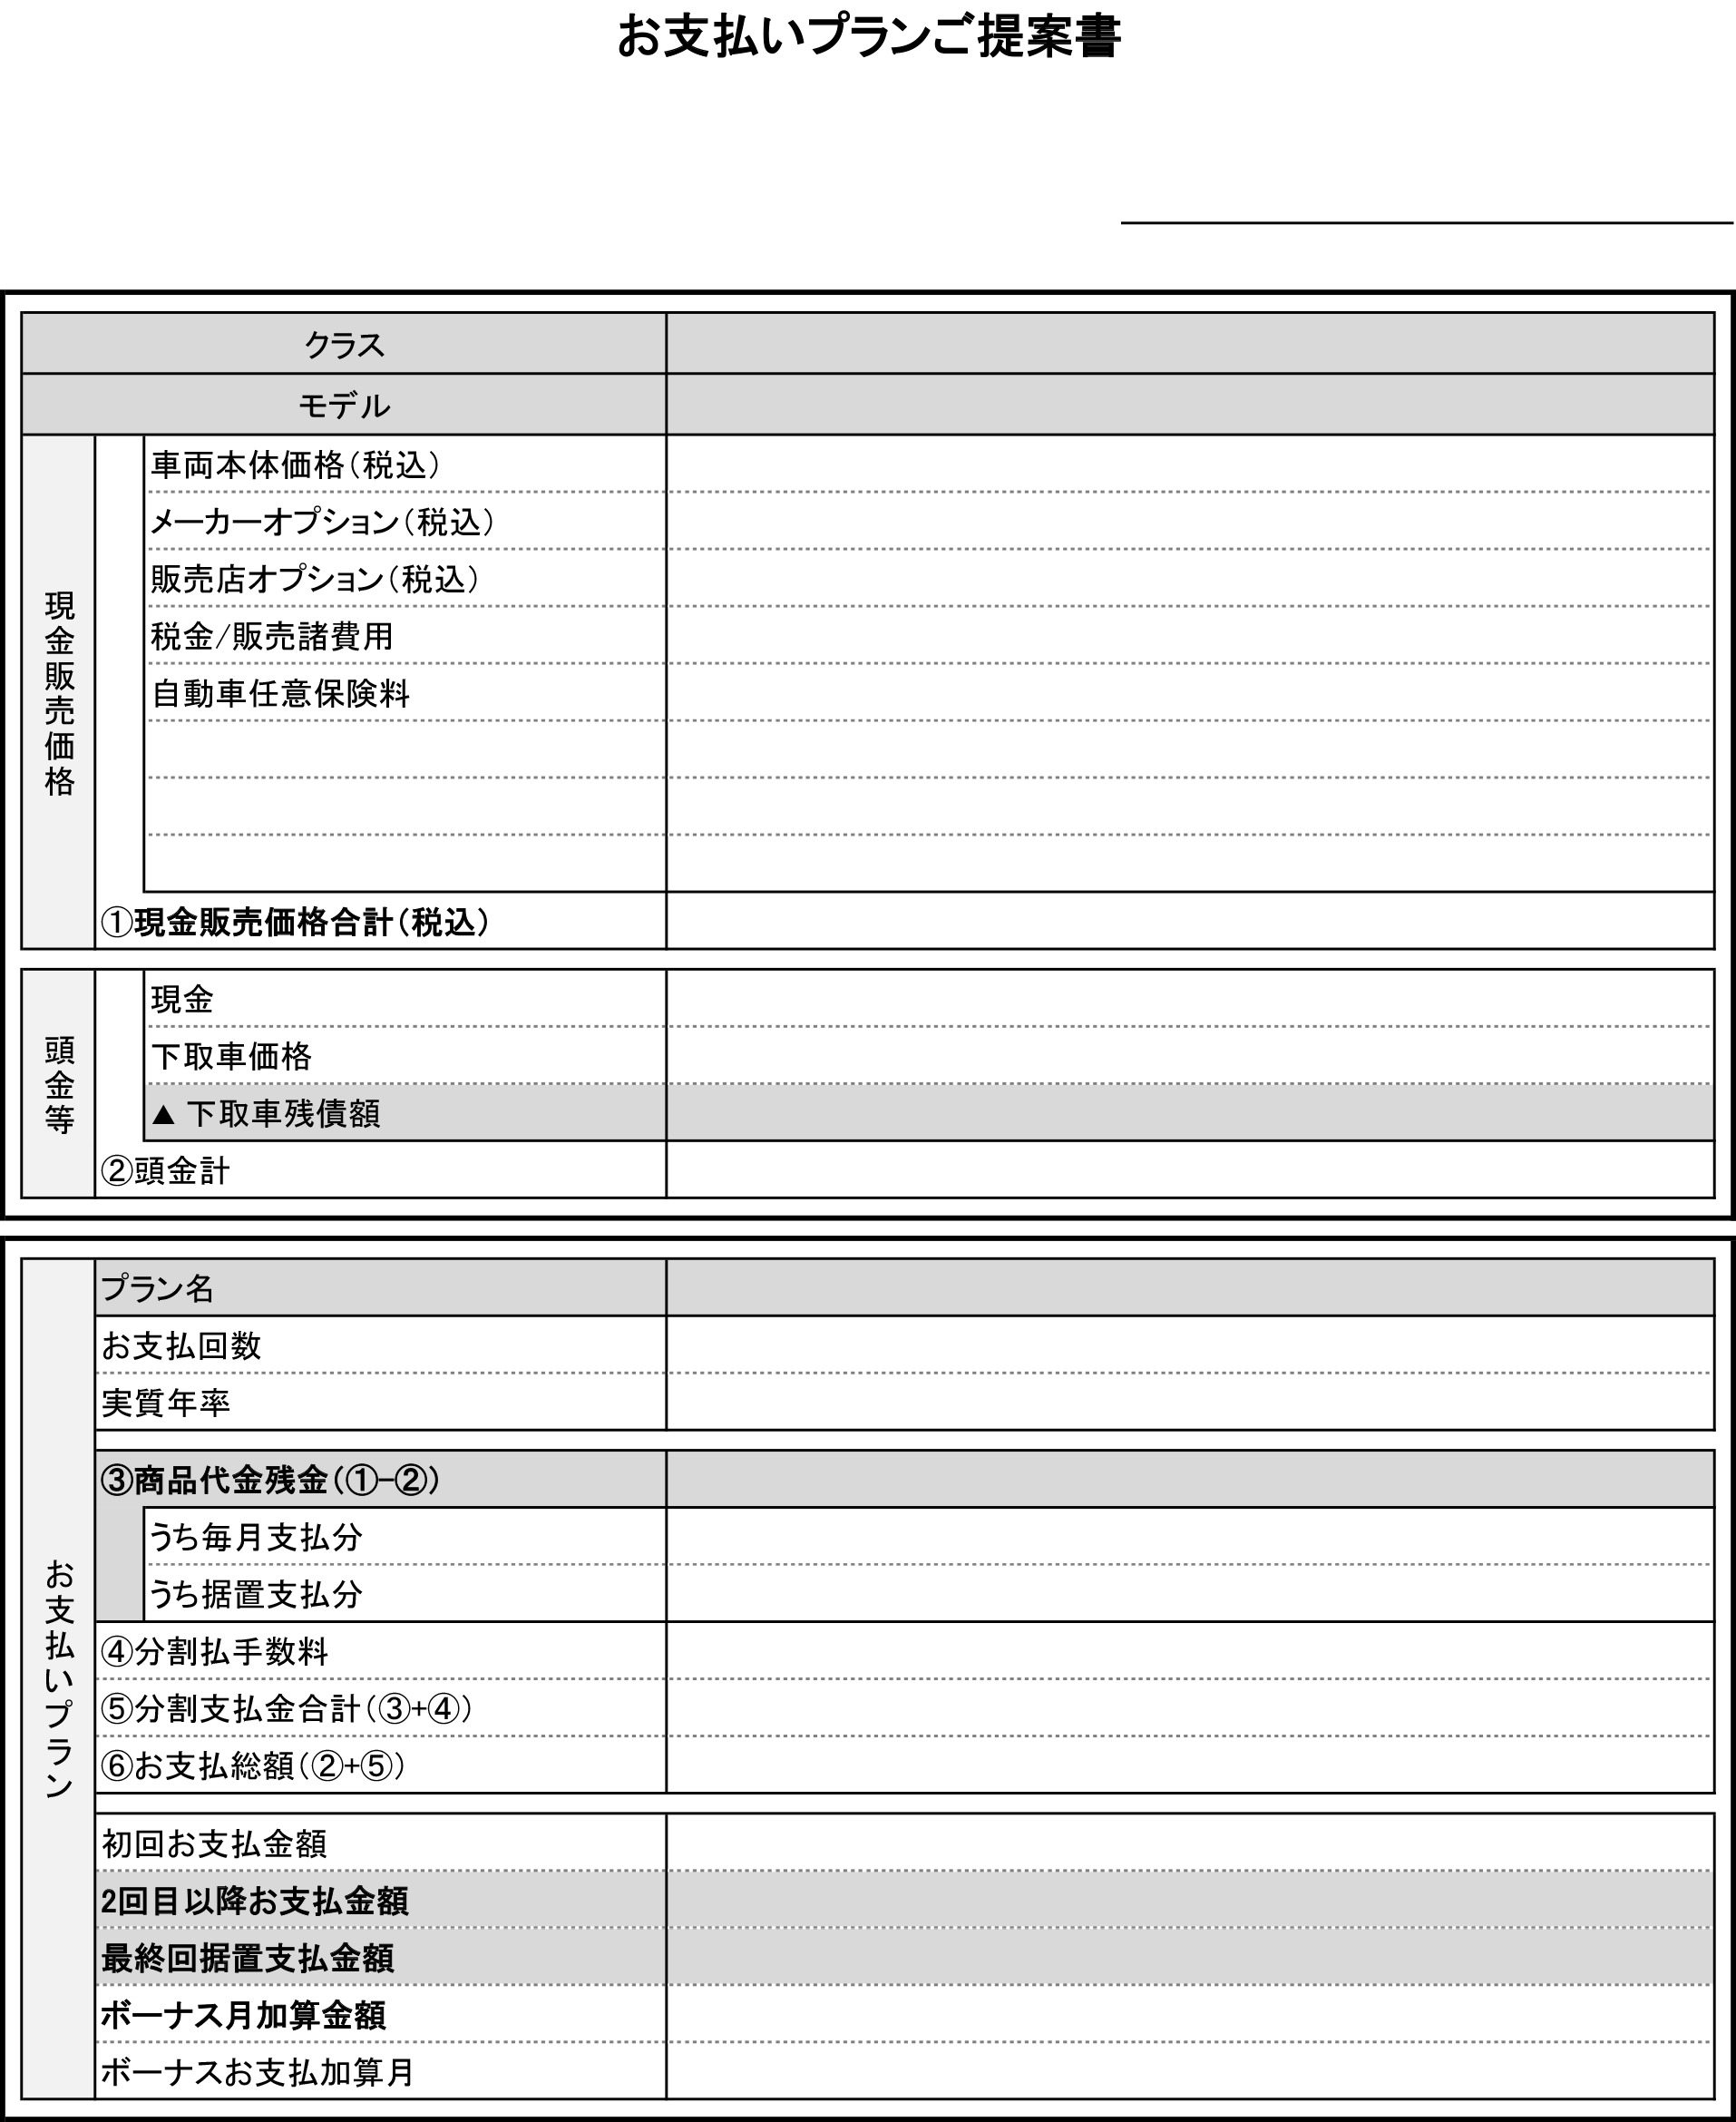 お支払いプランご提案書
クラス
モデル
現金販売価格
車両本体価格（税込）
メーカーオプション（税込）
販売店オプション（税込）
税金/販売諸費用
自動車任意保険料
①現金販売価格合計（税込）
頭金等
現金
下取車価格
▲ 下取車残債額
②頭金計
お支払いプラン
プラン名
お支払回数
実質年率
③商品代金残金（①−②）
うち毎月支払分
うち据置支払分
④分割払手数料
⑤分割支払金合計（③+④）
⑥お支払総額（②+⑤）
初回お支払金額
2回目以降お支払金額
最終回据置支払金額
ボーナス月加算金額
ボーナスお支払加算月